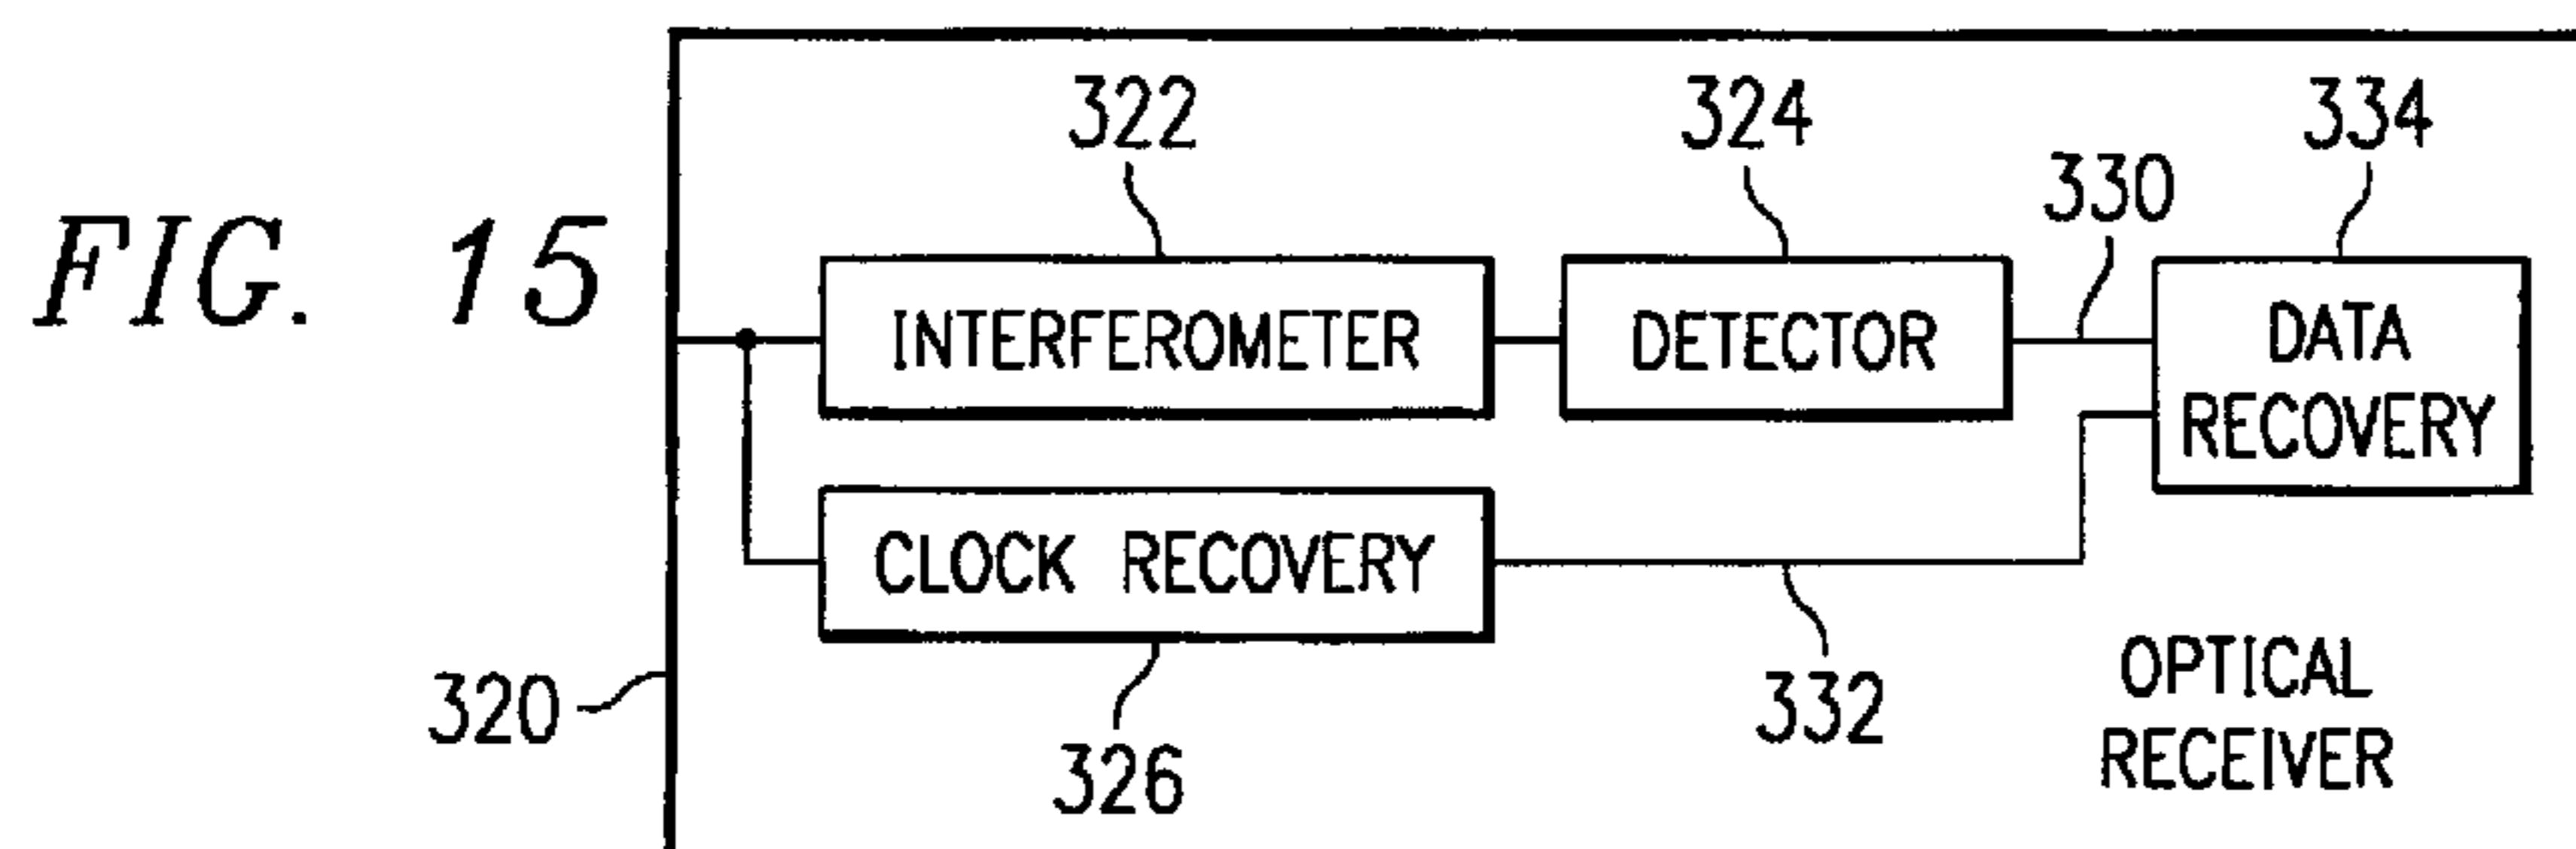 FIG. 15
322
324
334
330
INTERFEROMETER
DETECTOR
DATA
RECOVERY
CLOCK RECOVERY
320
326
332
OPTICAL
RECEIVER